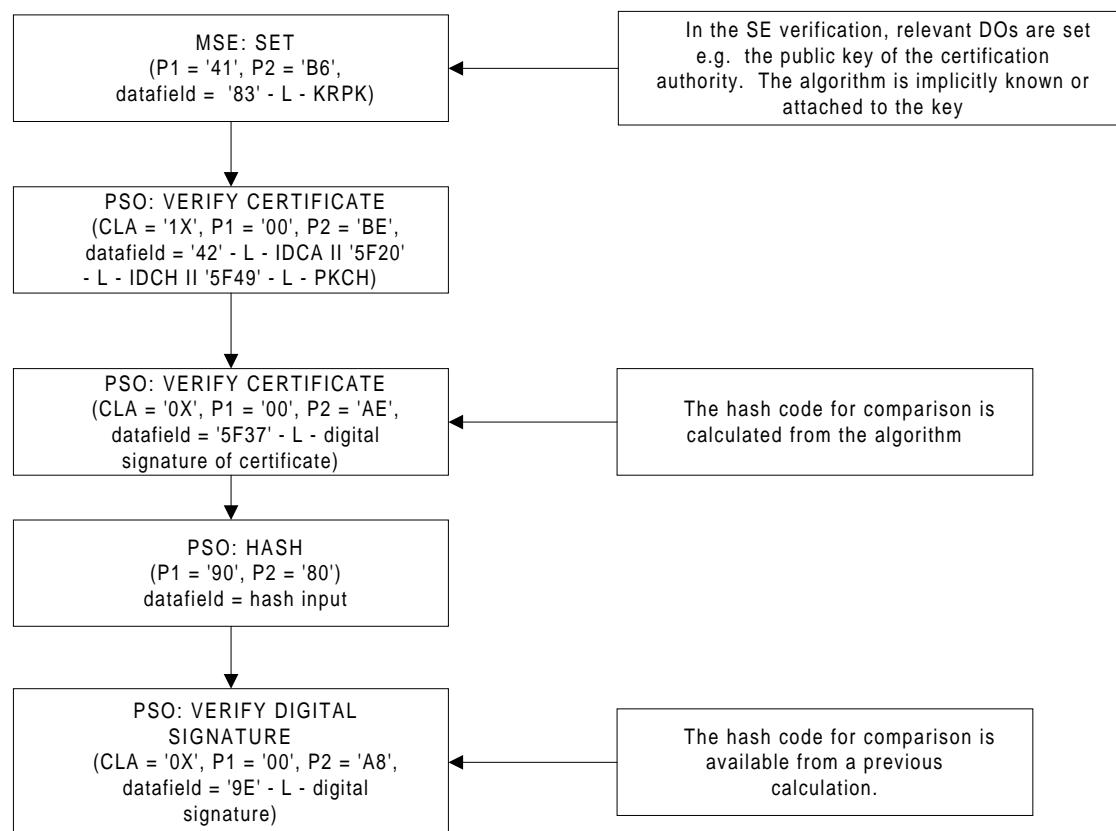 MSE: SET
(P1 = '41', P2 = 'B6',
datafield = '83' - L - KRPK)
In the SE verification, relevant DOs are set
e.g. the public key of the certification
authority. The algorithm is implicitly known or
attached to the key
PSO: VERIFY CERTIFICATE
(CLA = '1X', P1 = '00', P2 = 'BE',
datafield = '42' - L - IDCA II '5F20'
- L - IDCH II '5F49' - L - PKCH)
PSO: VERIFY CERTIFICATE
(CLA = '0X', P1 = '00', P2 = 'AE',
datafield = '5F37' - L - digital
signature of certificate)
The hash code for comparison is
calculated from the algorithm
PSO: HASH
(P1 = '90', P2 = '80')
datafield = hash input
PSO: VERIFY DIGITAL
SIGNATURE
(CLA = '0X', P1 = '00', P2 = 'A8',
datafield = '9E' - L - digital
signature)
The hash code for comparison is
available from a previous
calculation.